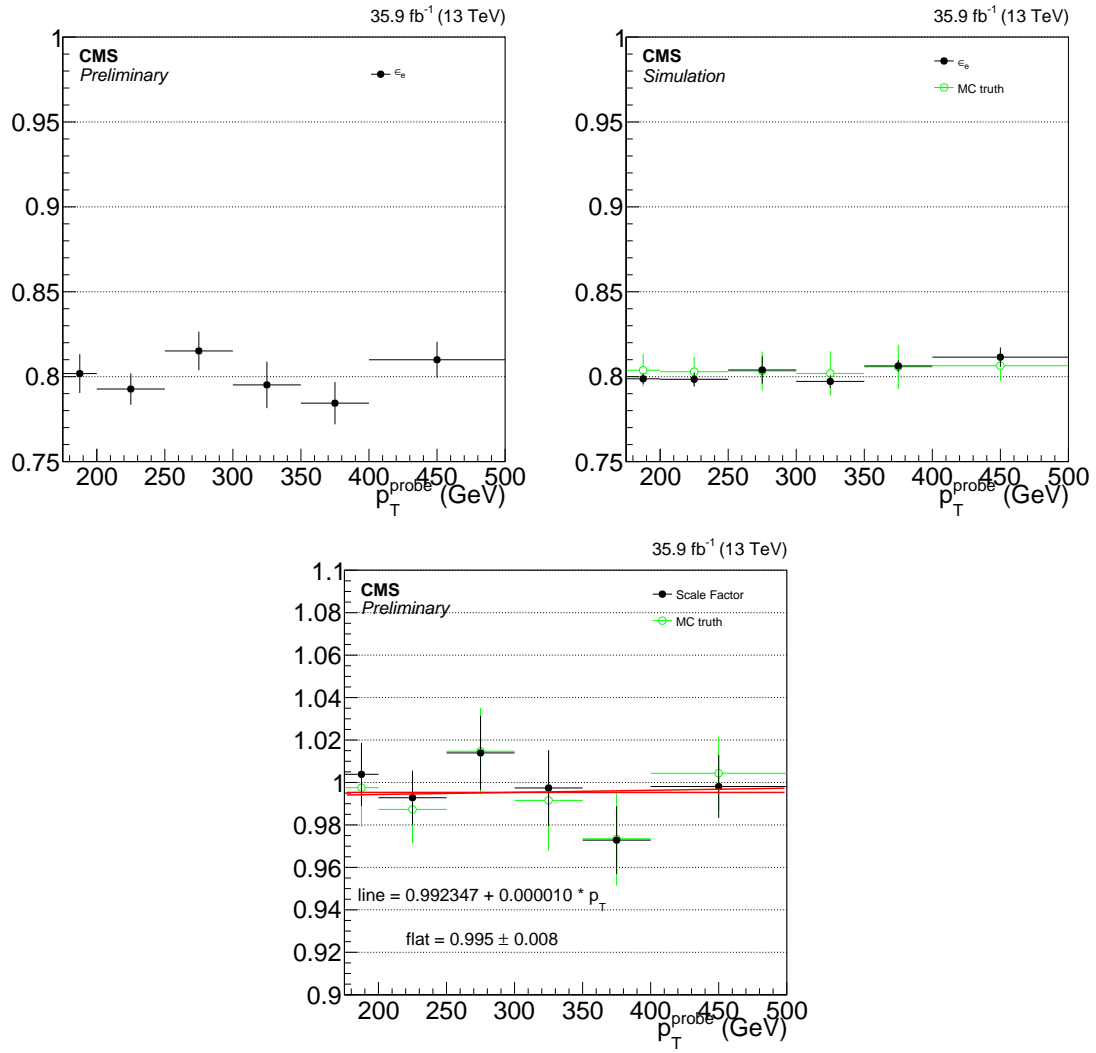 35.9 fb⁻¹ (13 TeV)
CMS
Preliminary
ϵₑ
1
0.95
0.9
0.85
0.8
0.75
200 250 300 350 400 450 500
p_T^probe (GeV)
35.9 fb⁻¹ (13 TeV)
CMS
Simulation
ϵₑ
MC truth
1
0.95
0.9
0.85
0.8
0.75
200 250 300 350 400 450 500
p_T^probe (GeV)
35.9 fb⁻¹ (13 TeV)
CMS
Preliminary
Scale Factor
MC truth
1.1
1.08
1.06
1.04
1.02
1
0.98
0.96
0.94
0.92
0.9
line = 0.992347 + 0.000010 * p_T
flat = 0.995 ± 0.008
200 250 300 350 400 450 500
p_T^probe (GeV)